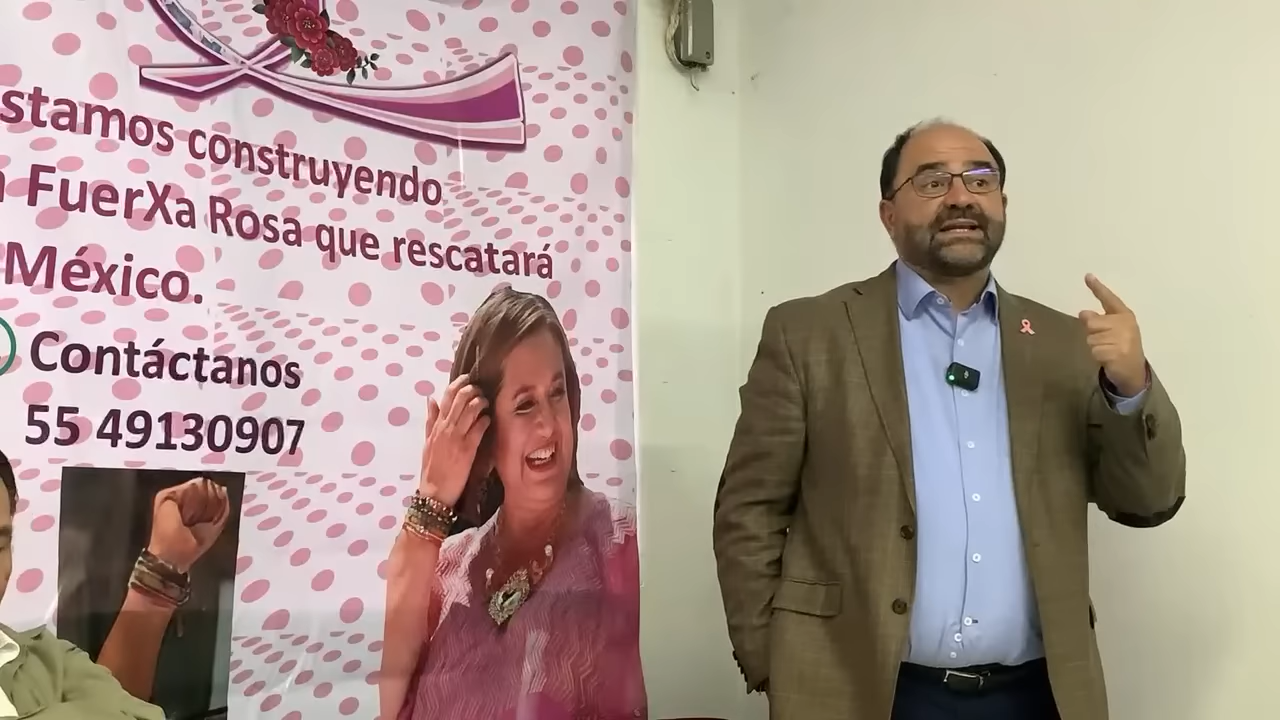 stamos construyendo
FuerXa Rosa que rescatará
México.
Contáctanos
55 49130907